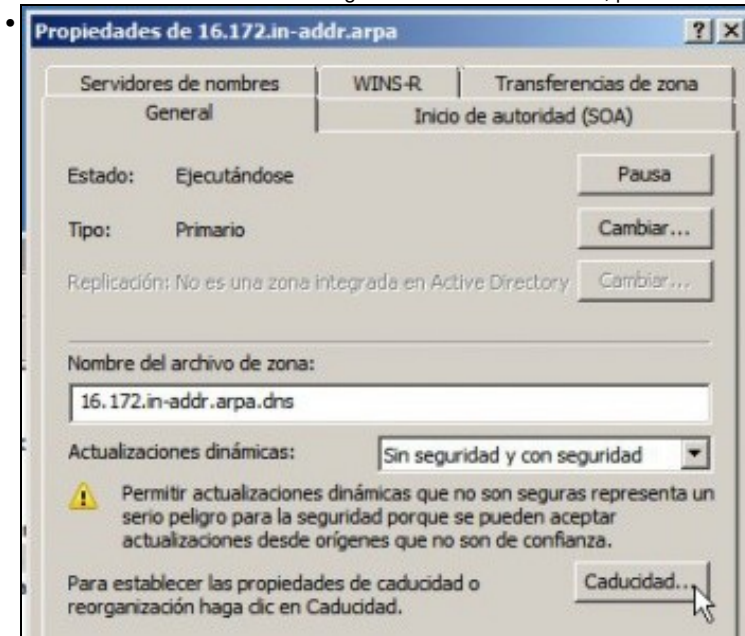 Propiedades de 16.172.in-addr.arpa
Servidores de nombres WINS-R Transferencias de zona
General Inicio de autoridad (SOA)
Estado: Ejecutándose Pausa
Tipo: Primario Cambiar...
Replicación: No es una zona integrada en Active Directory Cambiar...
Nombre del archivo de zona:
16.172.in-addr.arpa.dns
Actualizaciones dinámicas: Sin seguridad y con seguridad
Permitir actualizaciones dinámicas que no son seguras representa un
serio peligro para la seguridad porque se pueden aceptar
actualizaciones desde orígenes que no son de confianza.
Para establecer las propiedades de caducidad o Caducidad...
reorganización haga clic en Caducidad.